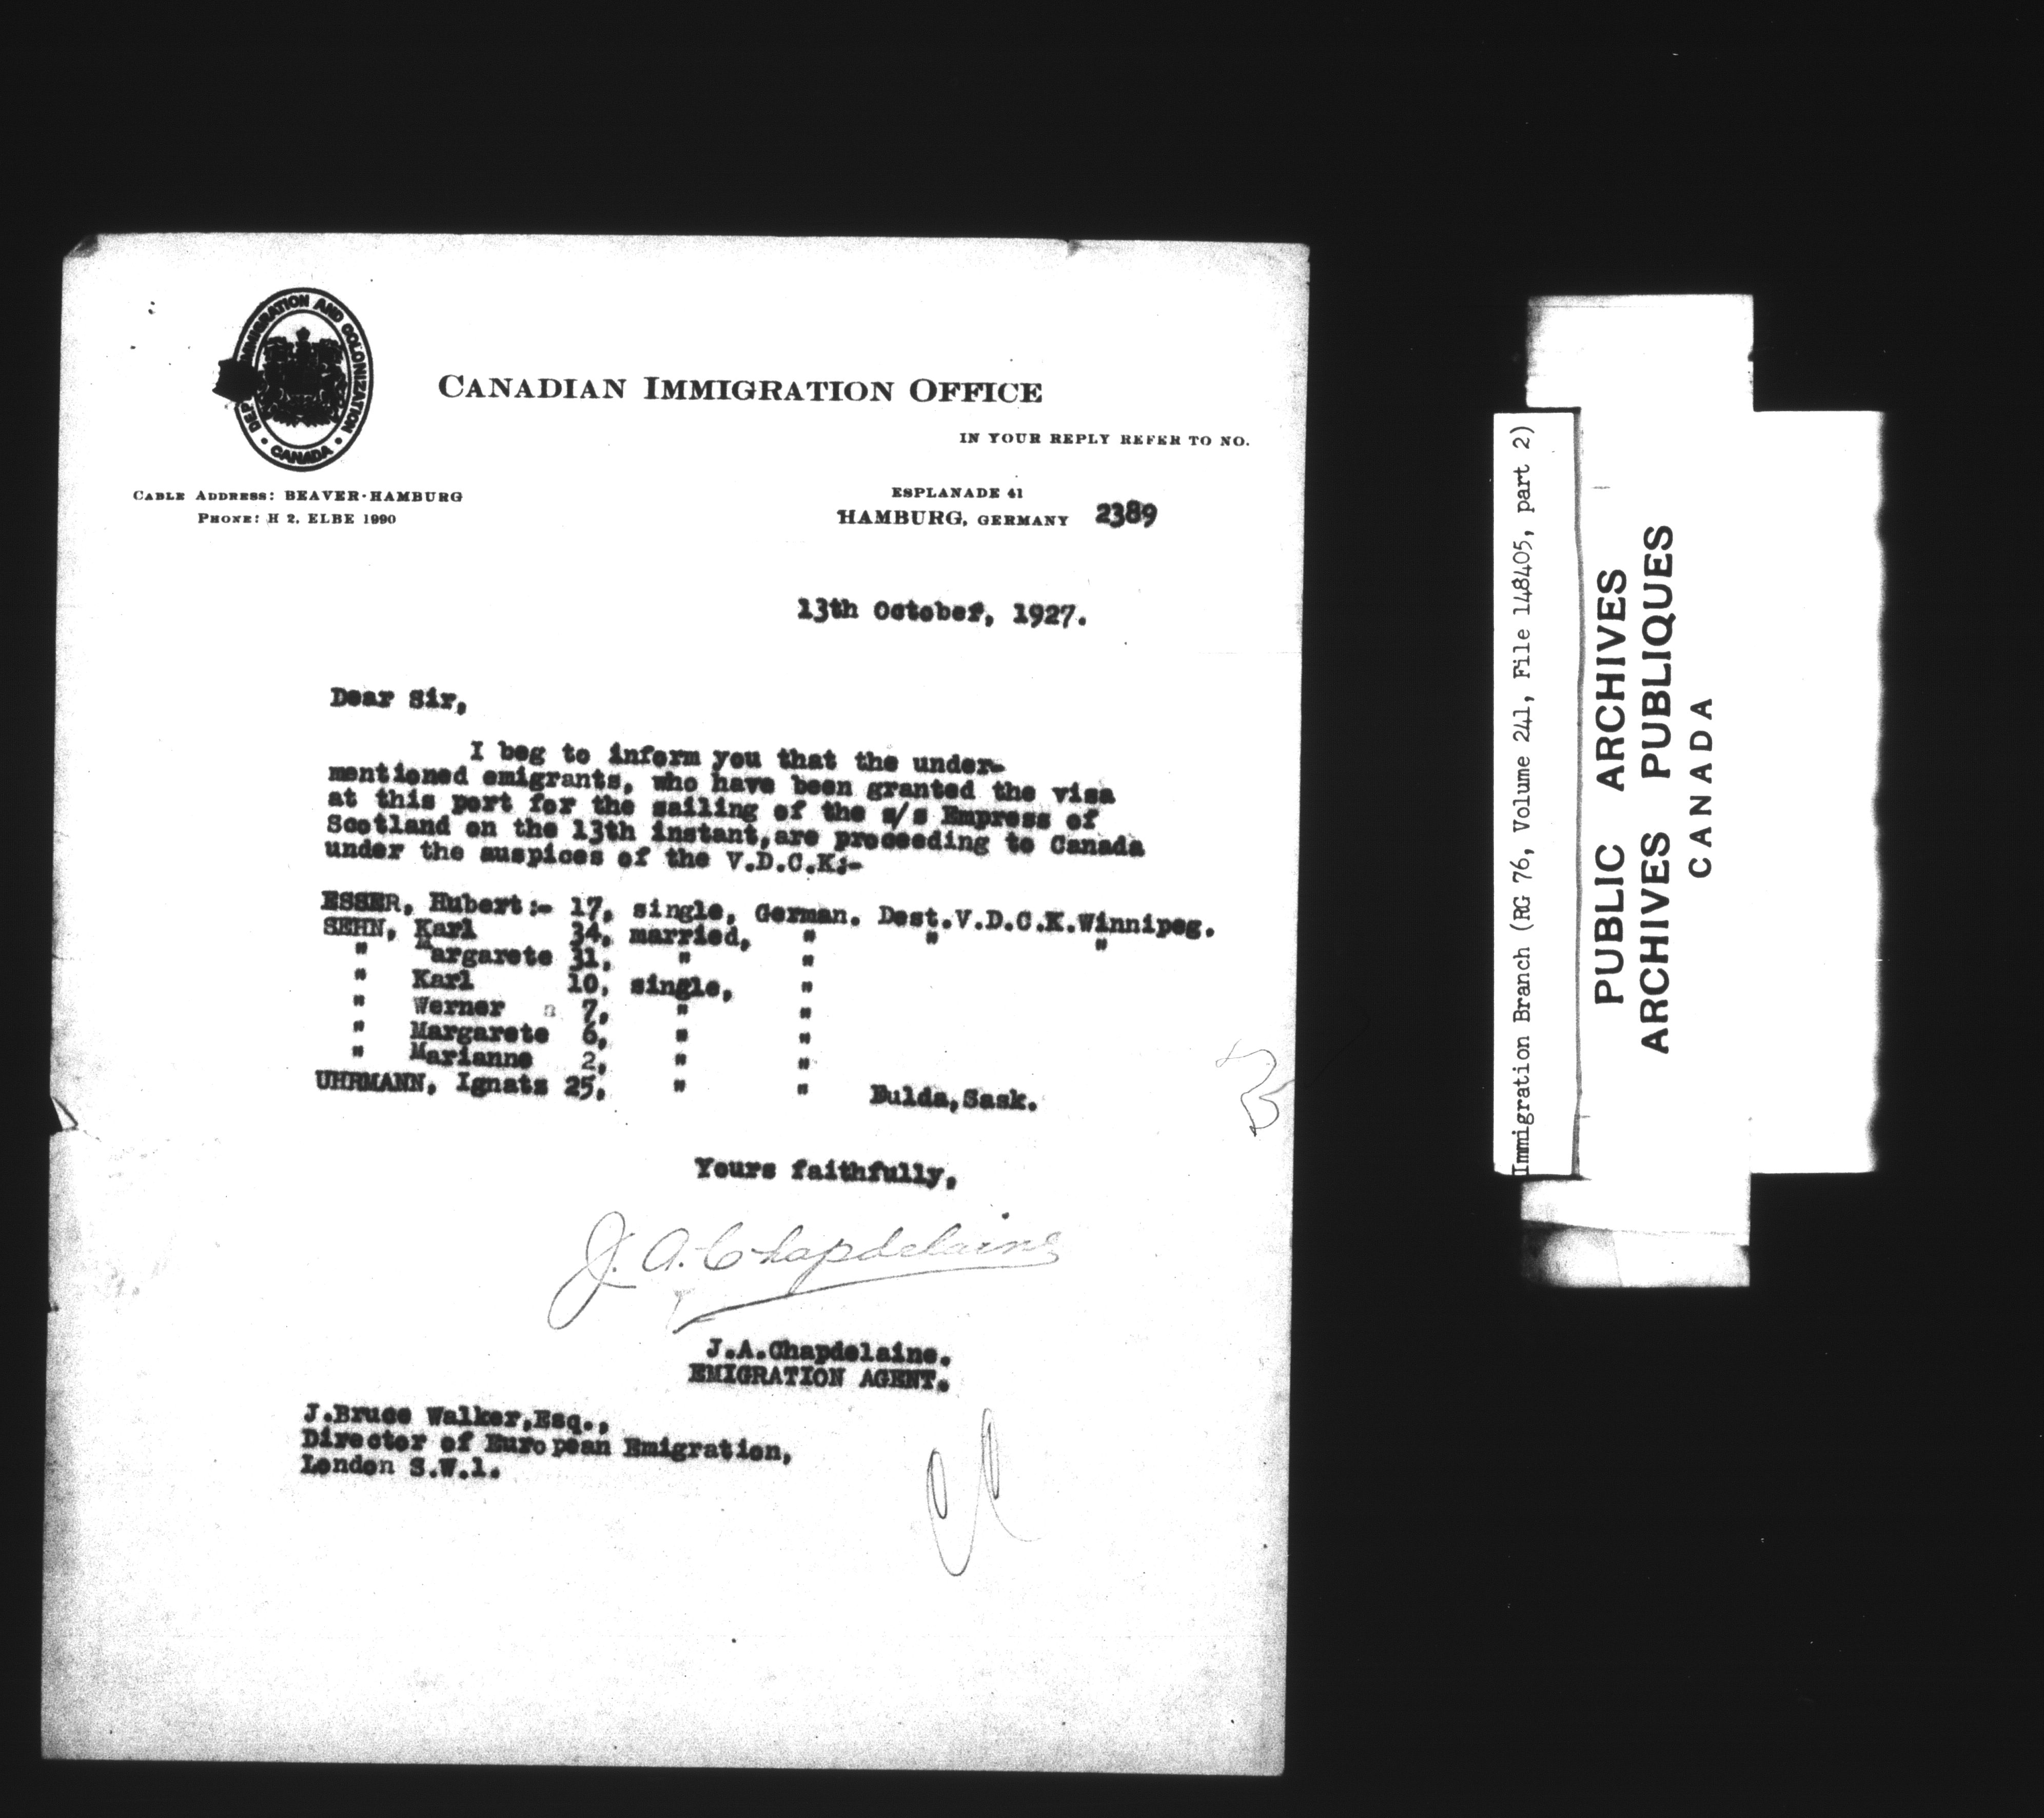 DEP IMMIGRATION AND COLONIZATION • CANADA •
CANADIAN IMMIGRATION OFFICE
IN YOUR REPLY REFER TO NO.
CABLE ADDRESS: BEAVER-HAMBURG
PHONE: H 2, ELBE 1990
ESPLANADE 41
HAMBURG, GERMANY 2389
13th October, 1927.
Dear Sir,
I beg to inform you that the under-
mentioned emigrants, who have been granted the visa
at this port for the sailing of the s/s Empress of
Scotland on the 13th instant, are proceeding to Canada
under the auspices of the V.D.C.K:-
ESSER, Hubert:- 17, single, German. Dest.V.D.C.K.Winnipeg.
SEHN, Karl 34, married, " " "
" Margarete 31, " "
" Karl 10, single, "
" Werner 7, " "
" Margarete 6, " "
" Marianne 2, " "
UHRMANN, Ignats 25, " " Fulda, Sask.
Yours faithfully,
J. A. Chapdelaine
J.A.Chapdelaine.
EMIGRATION AGENT.
J.Bruce Walker,Esq.,
Director of European Emigration,
London S.W.1.
Immigration Branch (RG 76, Volume 241, File 148405, part 2)
PUBLIC ARCHIVES
ARCHIVES PUBLIQUES
CANADA